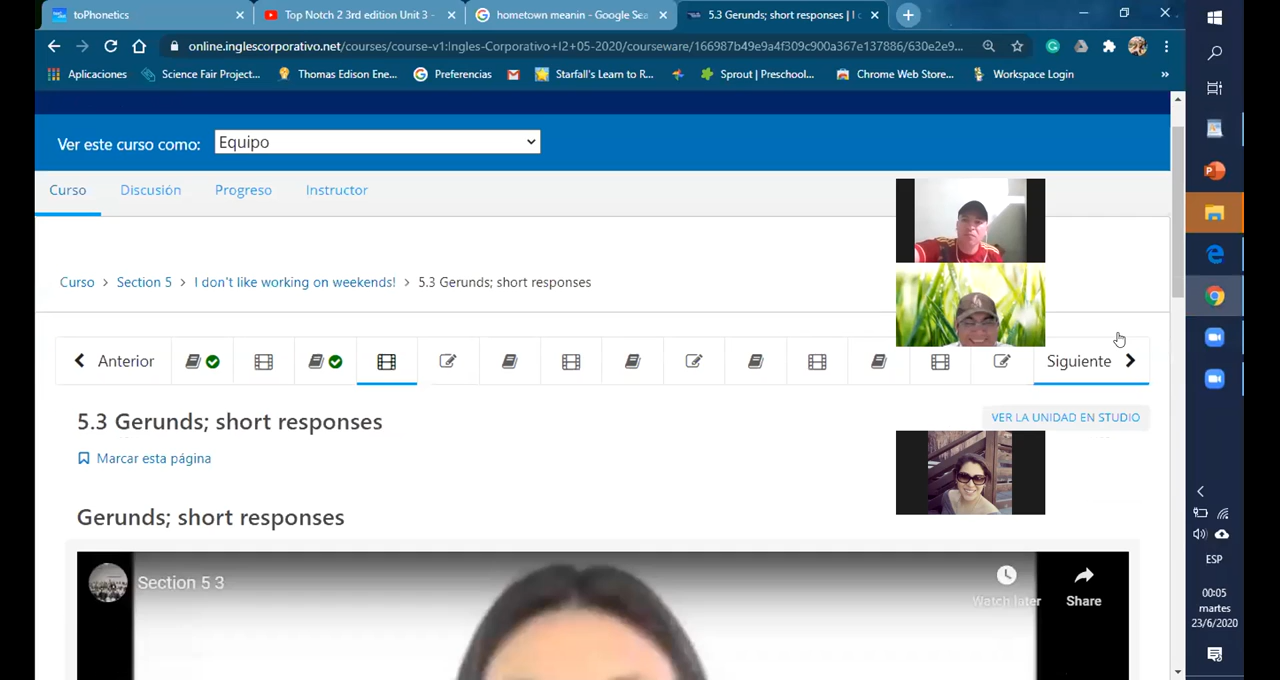 toPhonetics
Top Notch 2 3rd edition Unit 3 -
hometown meanin - Google Sea
5.3 Gerunds; short responses | I c
online.inglescorporativo.net/courses/course-v1:Ingles-Corporativo+I2+05-2020/courseware/166987b49e9a4f309c900a367e137886/630e2e9...
Aplicaciones
Science Fair Project...
Thomas Edison Ene...
Preferencias
Starfall's Learn to R...
Sprout | Preschool...
Chrome Web Store...
Workspace Login
»
Ver este curso como:
Equipo
Curso
Discusión
Progreso
Instructor
Curso > Section 5 > I don't like working on weekends! > 5.3 Gerunds; short responses
Anterior
Siguiente
5.3 Gerunds; short responses
VER LA UNIDAD EN STUDIO
Marcar esta página
Gerunds; short responses
Section 5 3
Watch later
Share
ESP
00:05
martes
23/6/2020